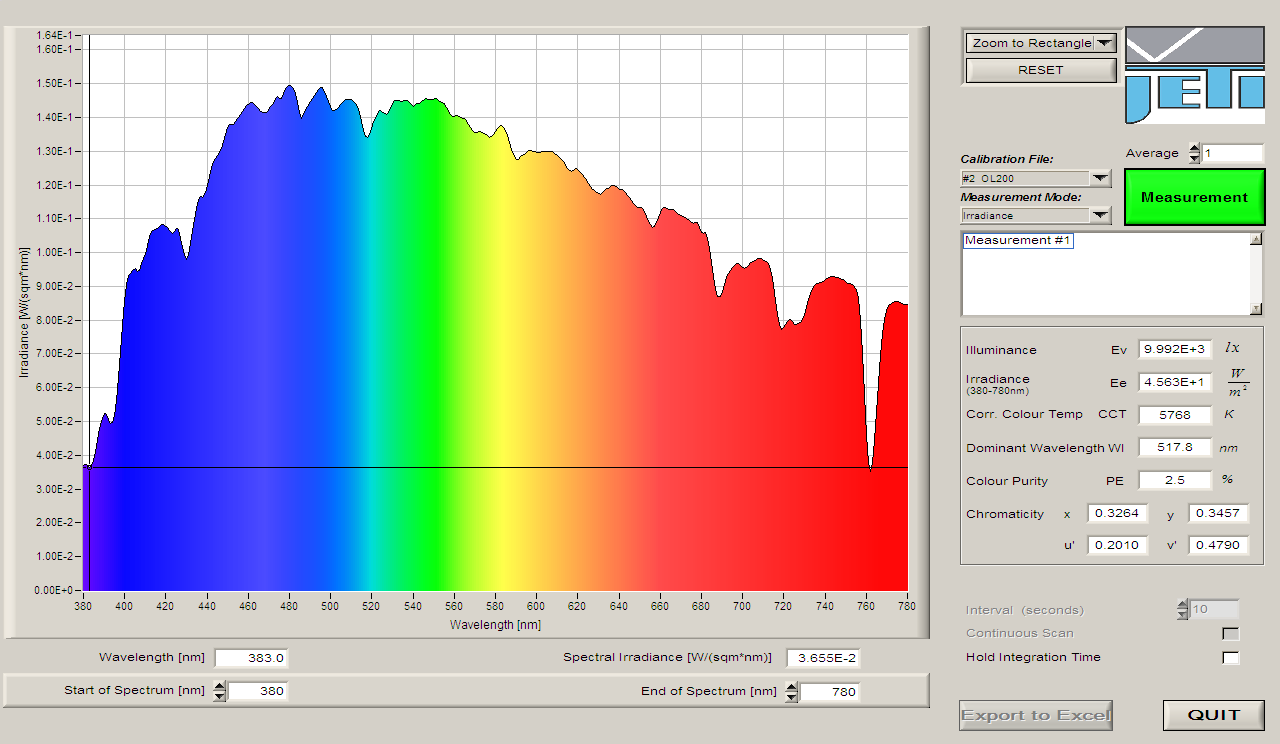 Zoom to Rectangle
RESET
JETI
Calibration File:
#2 OL200
Average 1
Measurement Mode:
Irradiance
Measurement
Measurement #1
1.64E-1
1.60E-1
1.50E-1
1.40E-1
1.30E-1
1.20E-1
1.10E-1
1.00E-1
9.00E-2
8.00E-2
7.00E-2
6.00E-2
5.00E-2
4.00E-2
3.00E-2
2.00E-2
1.00E-2
0.00E+0
Irradiance [W/(sqm*nm)]
380 400 420 440 460 480 500 520 540 560 580 600 620 640 660 680 700 720 740 760 780
Wavelength [nm]
Illuminance Ev 9.992E+3 lx
Irradiance (380-780nm) Ee 4.563E+1 W/m²
Corr. Colour Temp CCT 5768 K
Dominant Wavelength Wl 517.8 nm
Colour Purity PE 2.5 %
Chromaticity x 0.3264 y 0.3457
u' 0.2010 v' 0.4790
Interval (seconds) 10
Continuous Scan
Hold Integration Time
Wavelength [nm] 383.0
Spectral Irradiance [W/(sqm*nm)] 3.655E-2
Start of Spectrum [nm] 380
End of Spectrum [nm] 780
Export to Excel
QUIT